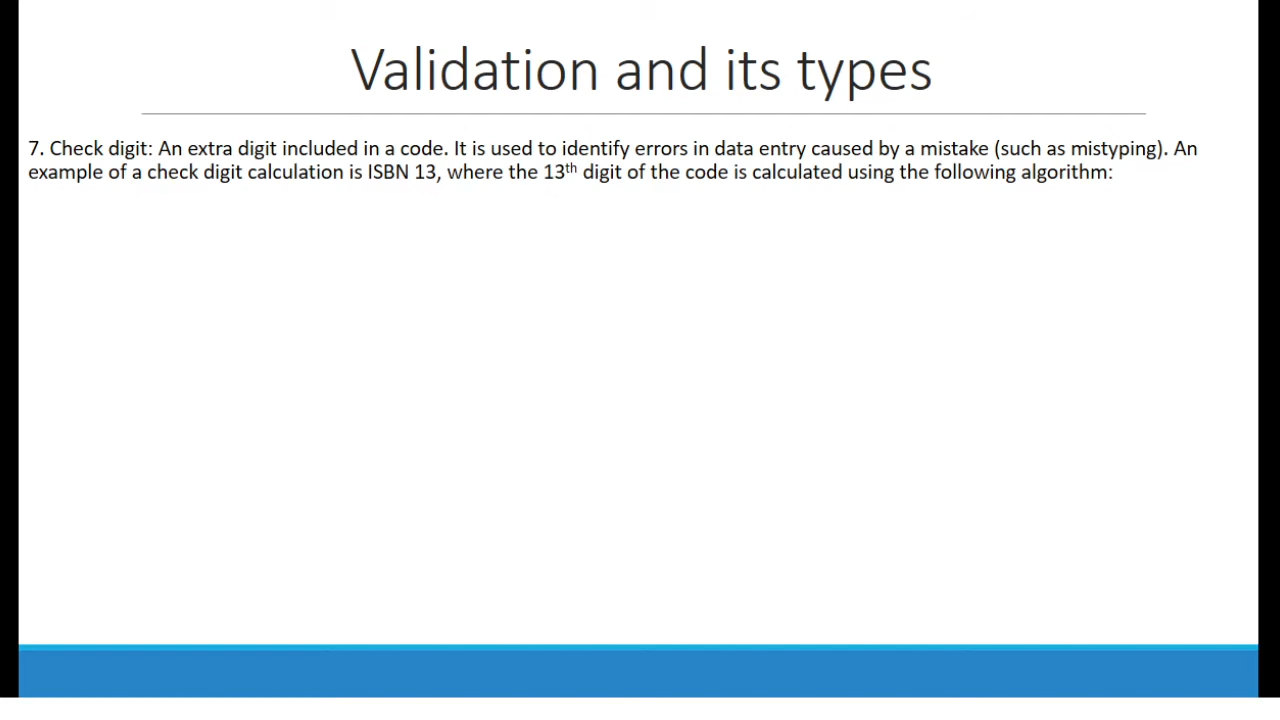 Validation and its types
7. Check digit: An extra digit included in a code. It is used to identify errors in data entry caused by a mistake (such as mistyping). An
example of a check digit calculation is ISBN 13, where the 13th digit of the code is calculated using the following algorithm: